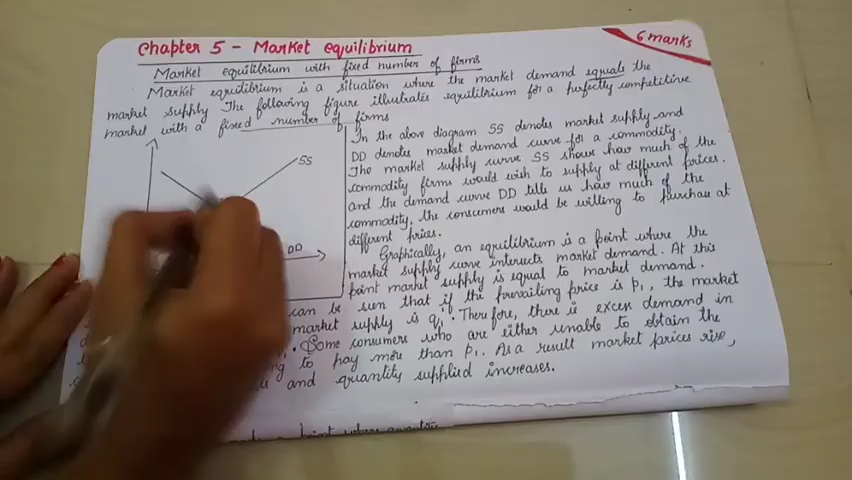 Chapter 5 - Market equilibrium
6 marks
Market equilibrium with fixed number of firms
Market equilibrium is a situation where the market demand equals the
market supply The following figure illustrates equilibrium for a perfectly competitive
market with a fixed number of firms
SS
DD
In the above diagram SS denotes market supply and
DD denotes market demand curve for a commodity.
The market supply curve SS shows how much of the
commodity firms would wish to supply at different prices.
and the demand curve DD tells us how much of the
commodity, the consumers would be willing to purchase at
different prices.
Graphically, an equilibrium is a point where the
market supply curve intersects market demand. At this
point market supply is equal to market demand.
can be seen that if the prevailing price is p1, the market
market supply is q1'. Therefore, there is excess demand in
Some consumers who are either unable to obtain the
to pay more than p1. As a result market prices rise,
and quantity supplied increases.
a point where